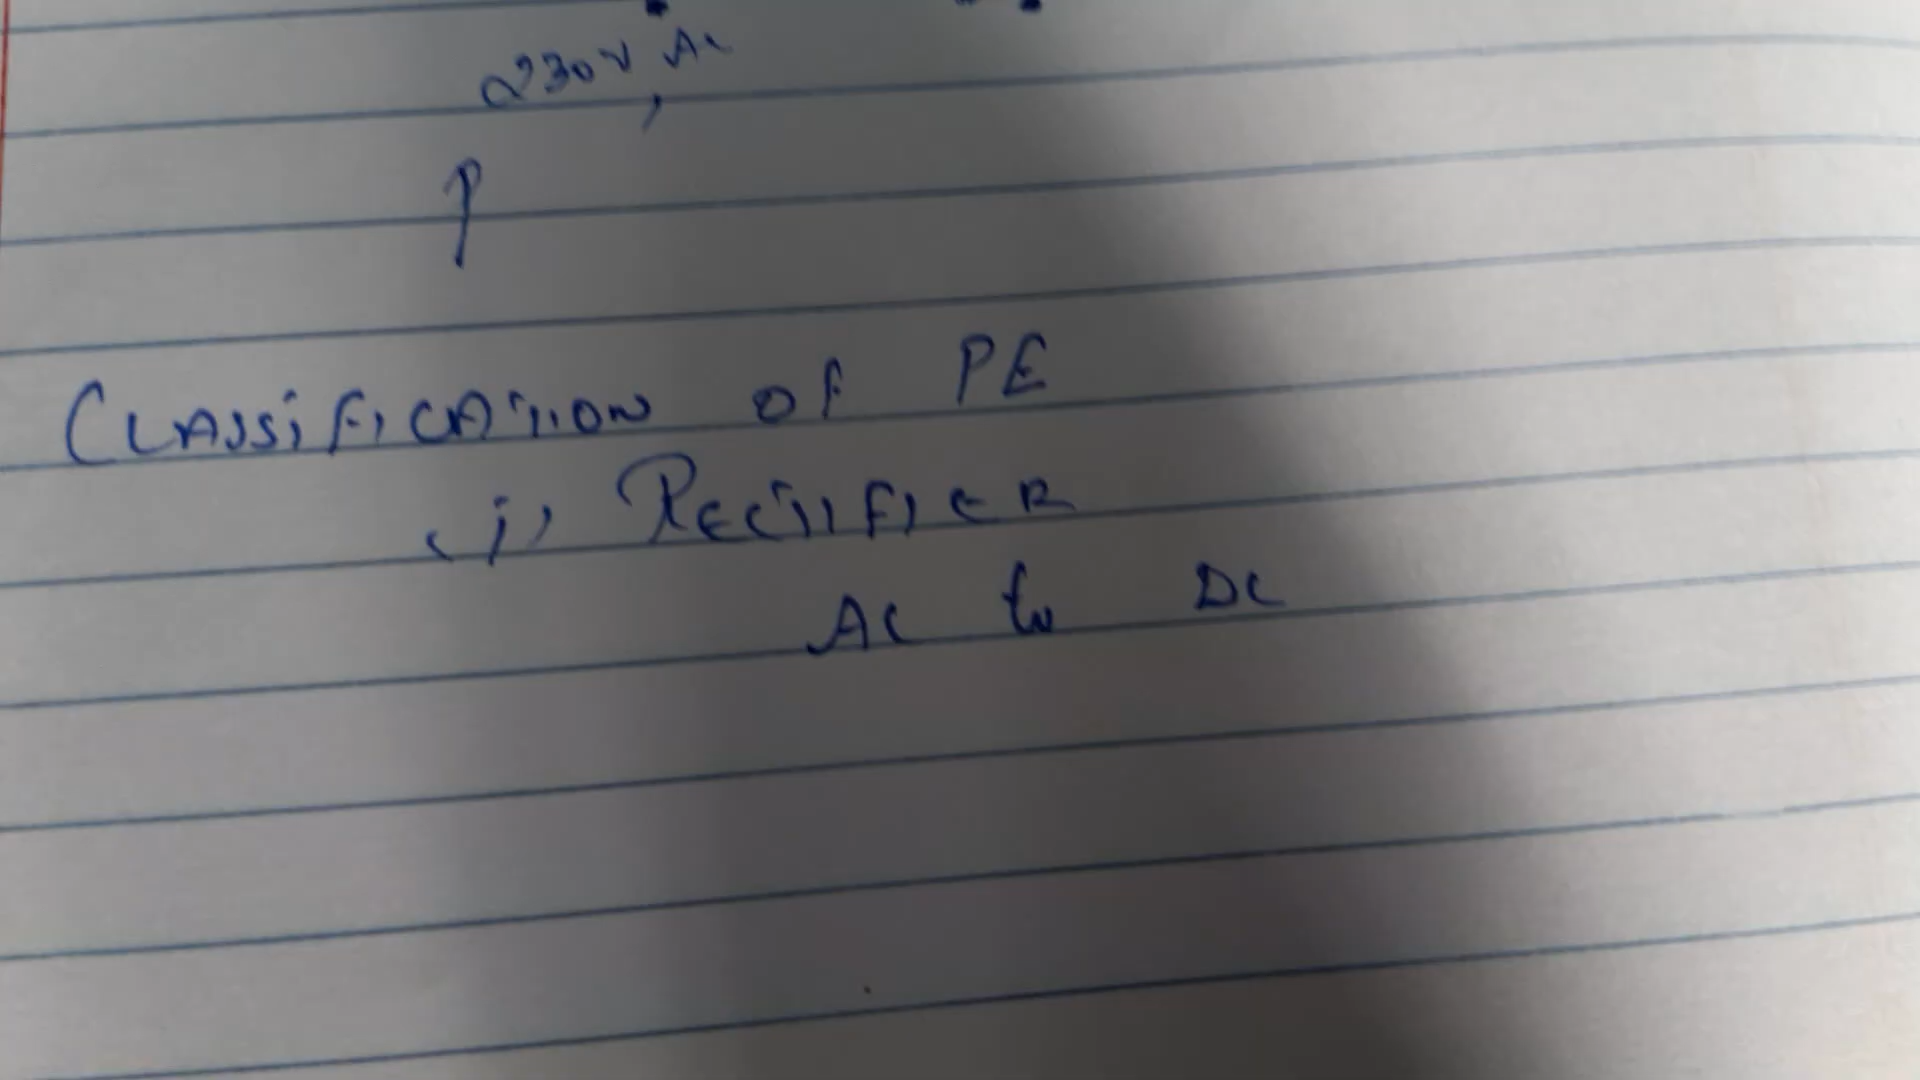 230V AC
P
CLASSIFICATION OF PE
(i) RECTIFIER
AC to DC